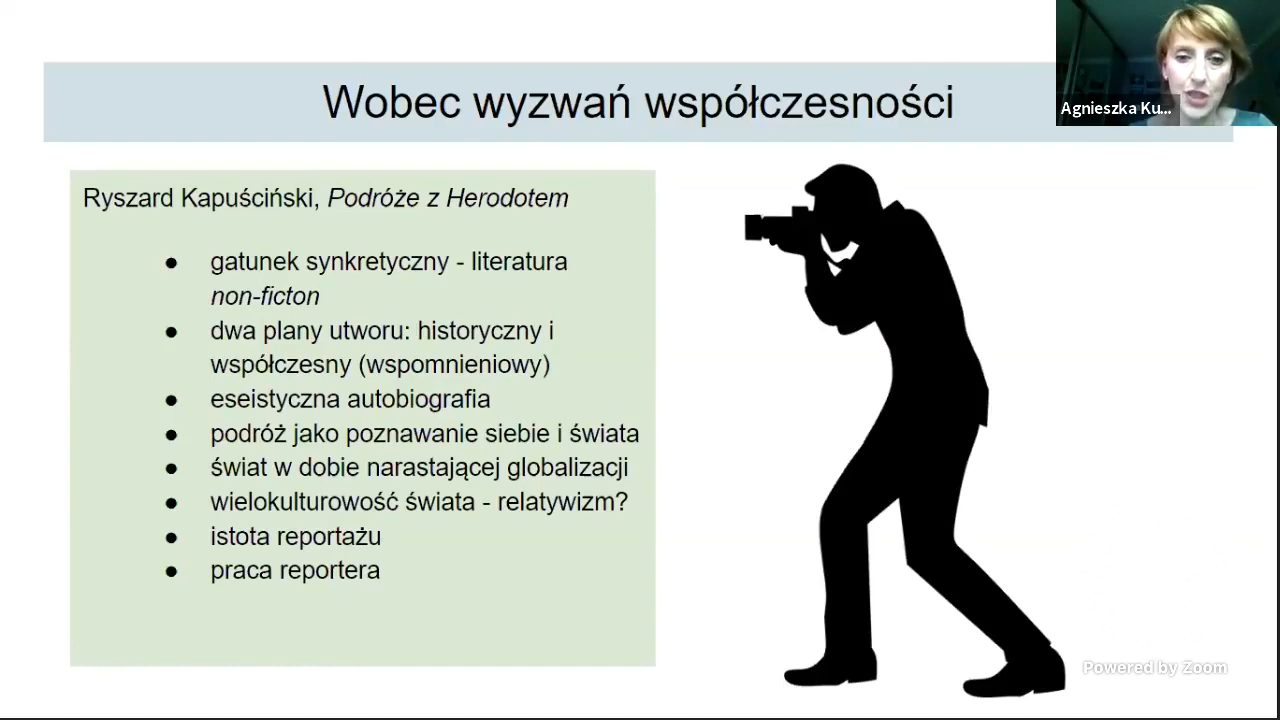 Wobec wyzwań współczesności
Agnieszka Ku...
Ryszard Kapuściński, Podróże z Herodotem
● gatunek synkretyczny - literatura
non-ficton
● dwa plany utworu: historyczny i
współczesny (wspomnieniowy)
● eseistyczna autobiografia
● podróż jako poznawanie siebie i świata
● świat w dobie narastającej globalizacji
● wielokulturowość świata - relatywizm?
● istota reportażu
● praca reportera
Powered by Zoom